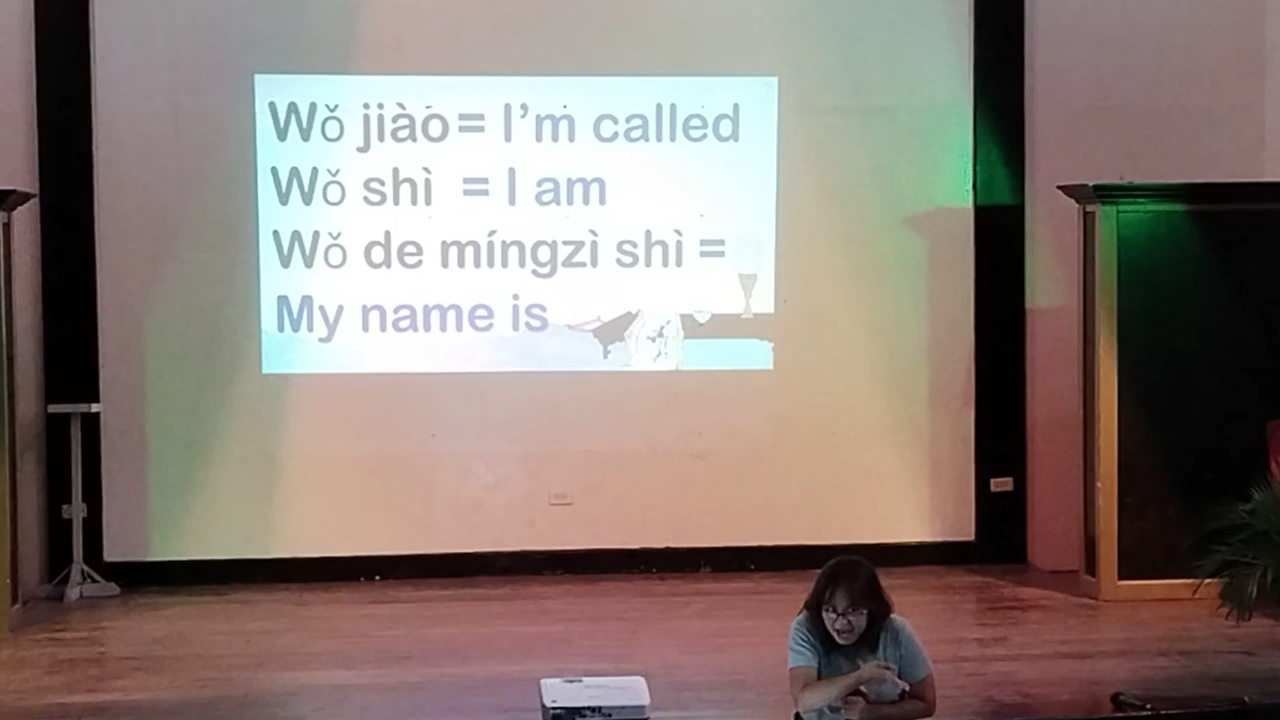 Wǒ jiào = I'm called
Wǒ shì = I am
Wǒ de míngzì shì =
My name is